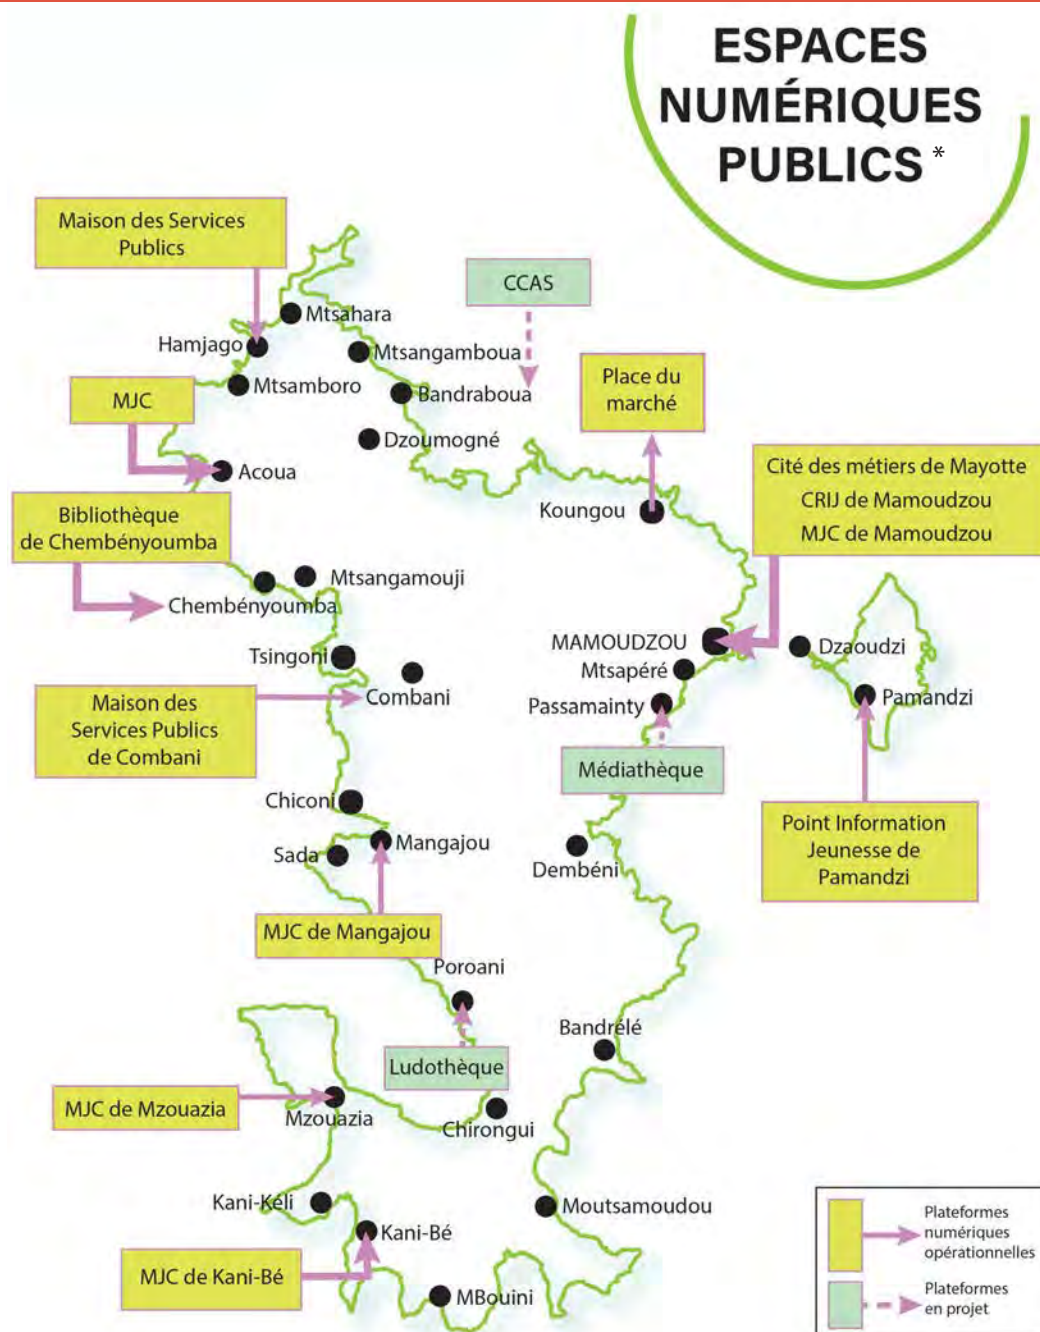 ESPACES
NUMÉRIQUES
PUBLICS *
Maison des Services
Publics
CCAS
Mtsahara
Hamjago
Mtsangamboua
Mtsamboro
Bandraboua
Place du
marché
MJC
Dzoumogné
Acoua
Cité des métiers de Mayotte
CRIJ de Mamoudzou
MJC de Mamoudzou
Koungou
Bibliothèque
de Chembényoumba
Mtsangamouji
Chembényoumba
MAMOUDZOU
Dzaoudzi
Tsingoni
Mtsapéré
Combani
Passamainty
Pamandzi
Maison des
Services Publics
de Combani
Médiathèque
Chiconi
Point Information
Jeunesse de
Pamandzi
Mangajou
Sada
Dembéni
MJC de Mangajou
Poroani
Bandrélé
Ludothèque
MJC de Mzouazia
Mzouazia
Chirongui
Kani-Kéli
Moutsamoudou
Kani-Bé
MJC de Kani-Bé
MBouini
Plateformes
numériques
opérationnelles
Plateformes
en projet